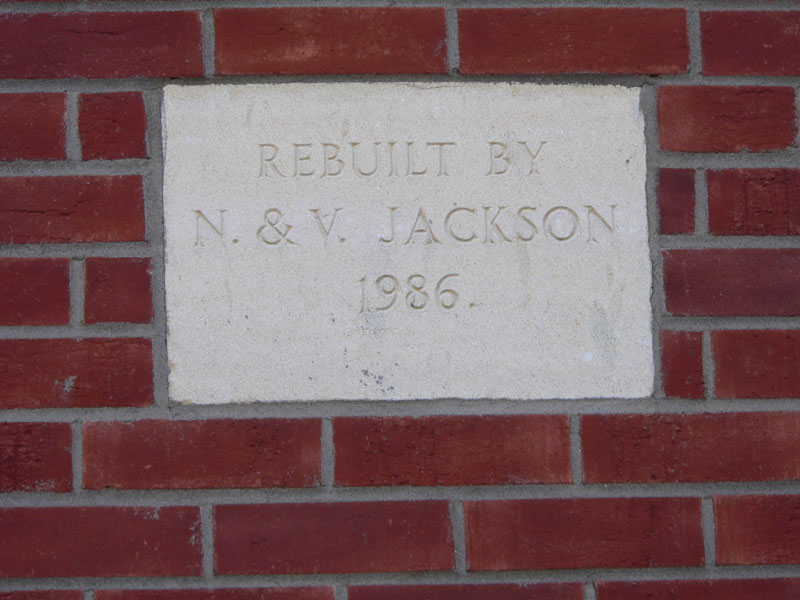 REBUILT BY
N. & V. JACKSON
1986.